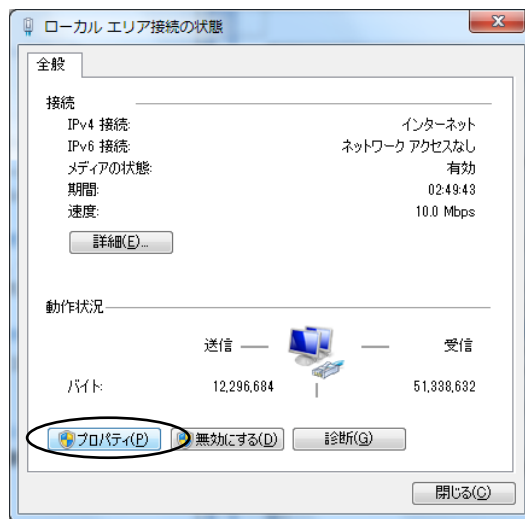 ローカル エリア接続の状態
全般
接続
IPv4 接続: インターネット
IPv6 接続: ネットワーク アクセスなし
メディアの状態: 有効
期間: 02:49:43
速度: 10.0 Mbps
詳細(E)...
動作状況
送信 受信
バイト: 12,296,684 51,338,632
プロパティ(P) 無効にする(D) 診断(G)
閉じる(C)